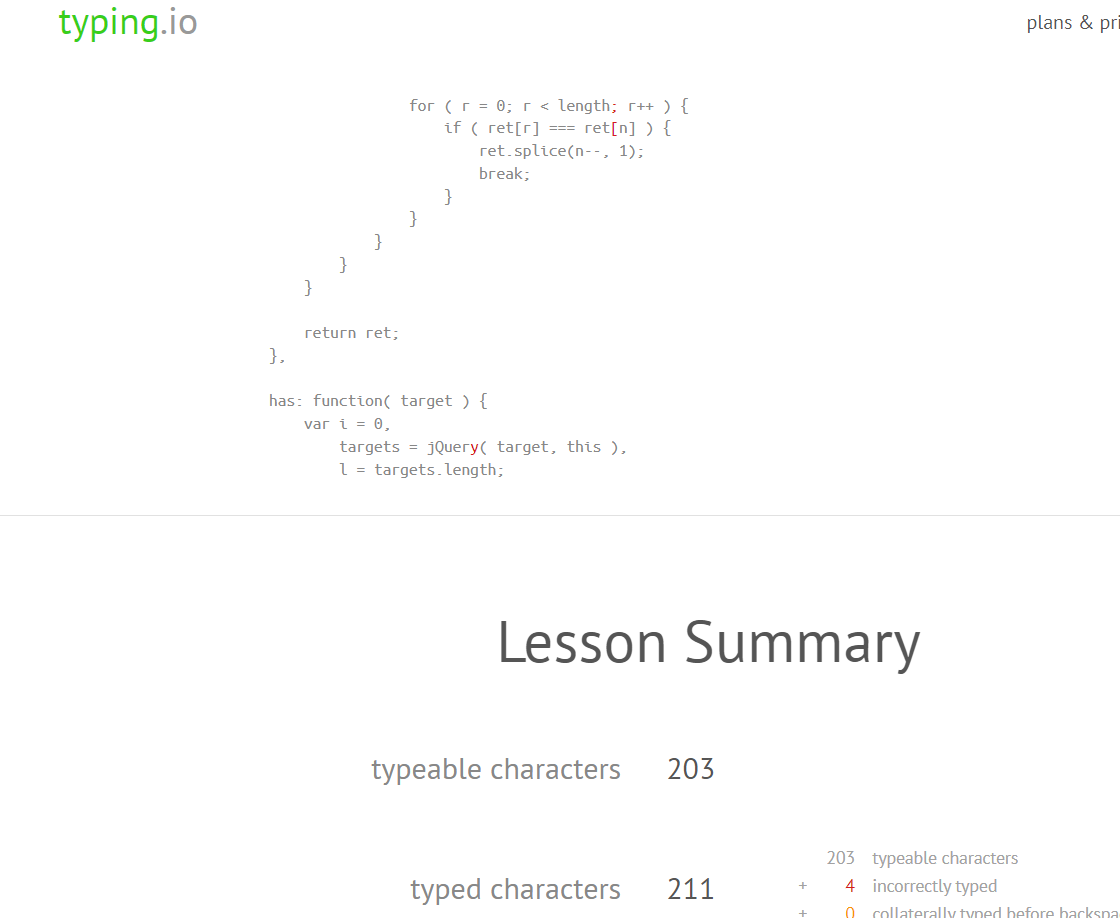 typing.io
plans & pri
for ( r = 0; r < length; r++ ) {
if ( ret[r] === ret[n] ) {
ret.splice(n--, 1);
break;
}
}
}
}
}
return ret;
},
has: function( target ) {
var i = 0,
targets = jQuery( target, this ),
l = targets.length;
Lesson Summary
typeable characters 203
203 typeable characters
typed characters 211
+ 4 incorrectly typed
+ 0 collaterally typed before backspa